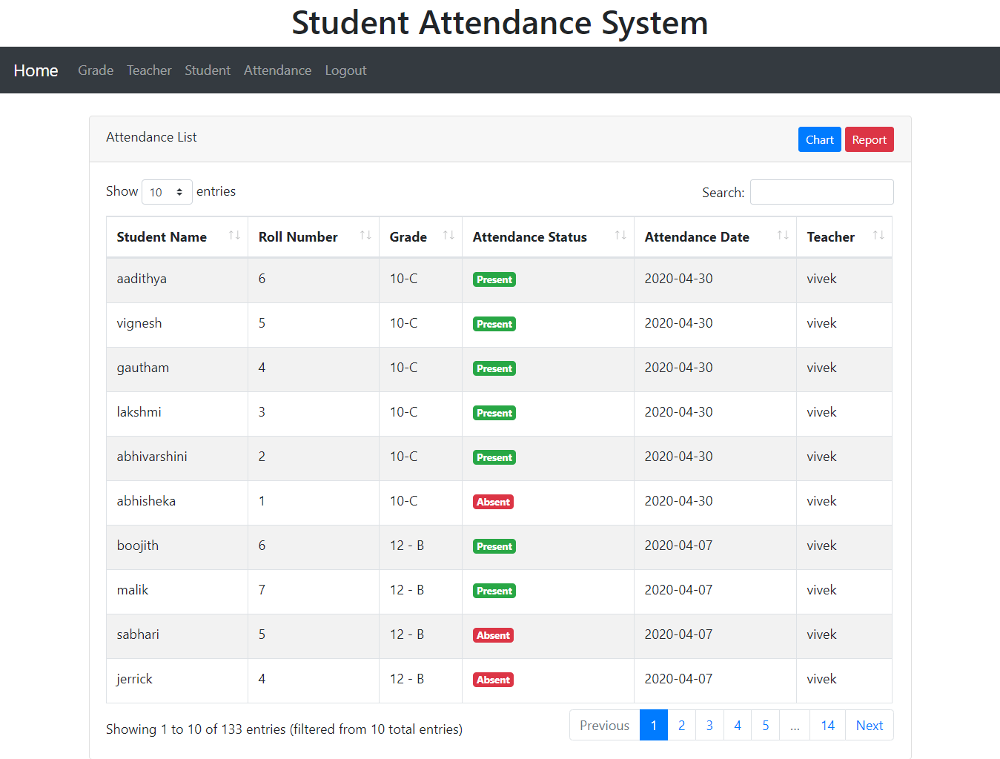 Student Attendance System
Home Grade Teacher Student Attendance Logout
Attendance List Chart Report
Show 10 entries Search:
Student Name Roll Number Grade Attendance Status Attendance Date Teacher
aadithya 6 10-C Present 2020-04-30 vivek
vignesh 5 10-C Present 2020-04-30 vivek
gautham 4 10-C Present 2020-04-30 vivek
lakshmi 3 10-C Present 2020-04-30 vivek
abhivarshini 2 10-C Present 2020-04-30 vivek
abhisheka 1 10-C Absent 2020-04-30 vivek
boojith 6 12 - B Present 2020-04-07 vivek
malik 7 12 - B Present 2020-04-07 vivek
sabhari 5 12 - B Absent 2020-04-07 vivek
jerrick 4 12 - B Absent 2020-04-07 vivek
Showing 1 to 10 of 133 entries (filtered from 10 total entries) Previous 1 2 3 4 5 ... 14 Next